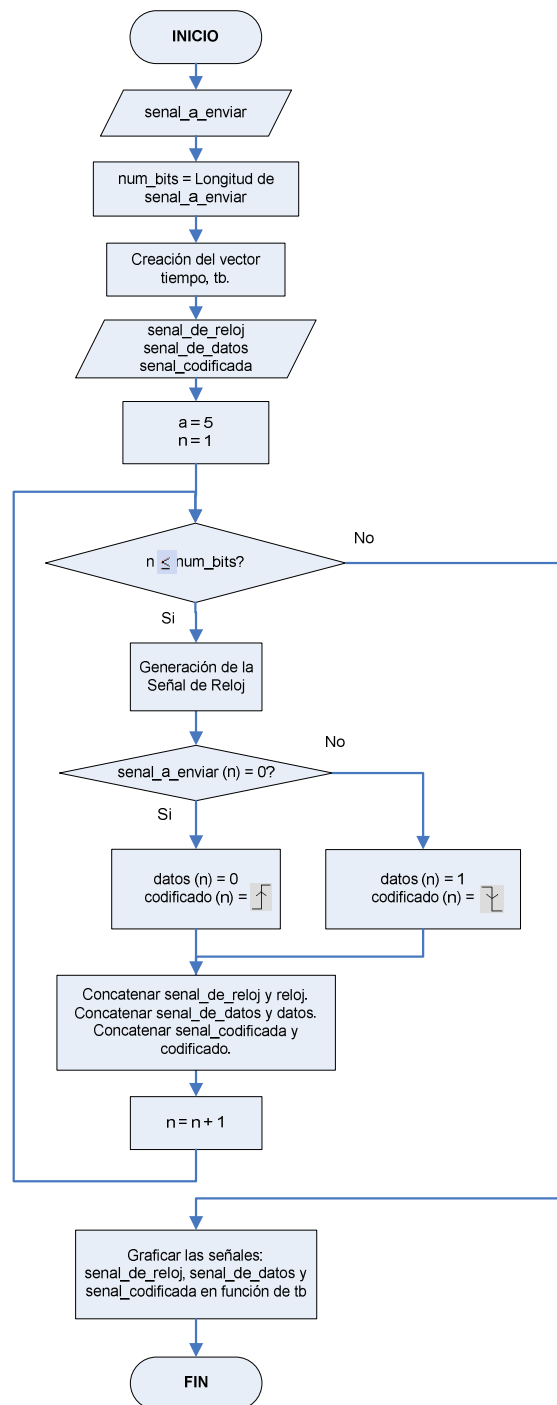 INICIO
senal_a_enviar
num_bits = Longitud de
senal_a_enviar
Creación del vector
tiempo, tb.
senal_de_reloj
senal_de_datos
senal_codificada
a = 5
n = 1
n ≤ num_bits?
No
Si
Generación de la
Señal de Reloj
senal_a_enviar (n) = 0?
No
Si
datos (n) = 0
codificado (n) =
datos (n) = 1
codificado (n) =
Concatenar senal_de_reloj y reloj.
Concatenar senal_de_datos y datos.
Concatenar senal_codificada y
codificado.
n = n + 1
Graficar las señales:
senal_de_reloj, senal_de_datos y
senal_codificada en función de tb
FIN